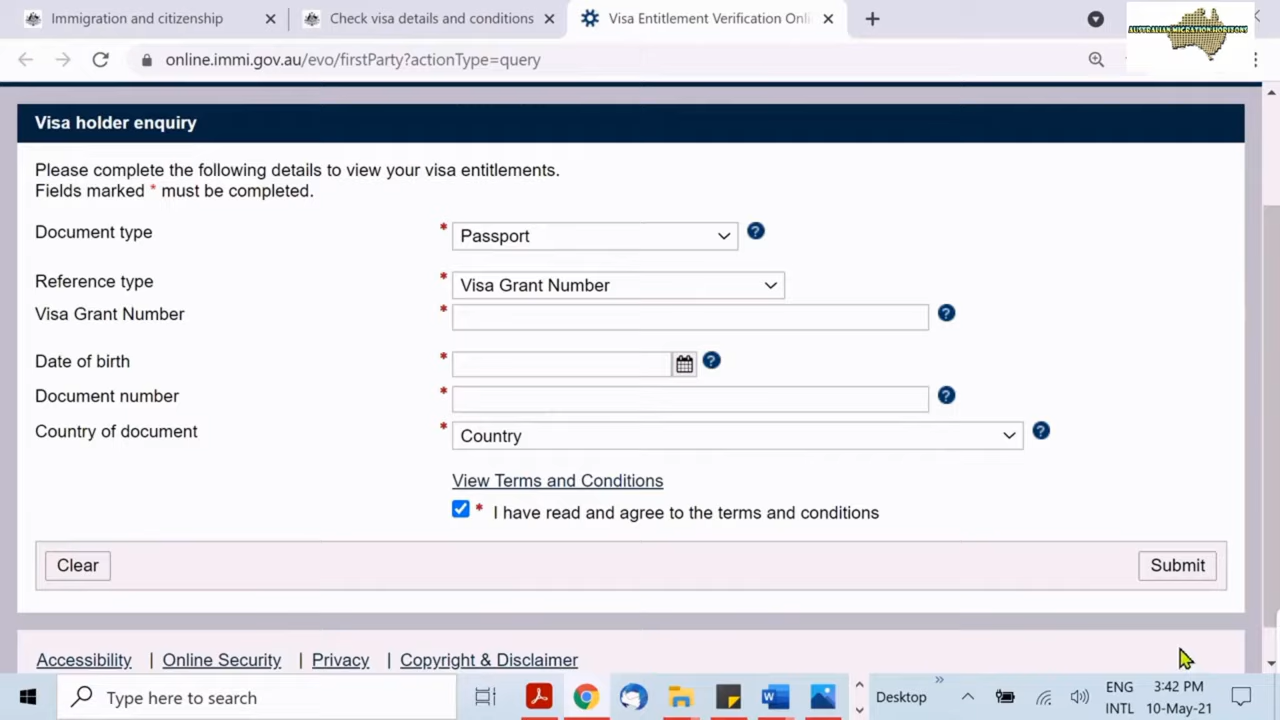 Immigration and citizenship
Check visa details and conditions
Visa Entitlement Verification Onli
AUSTRALIAN MIGRATION HORIZONS
online.immi.gov.au/evo/firstParty?actionType=query
Visa holder enquiry
Please complete the following details to view your visa entitlements.
Fields marked * must be completed.
Document type * Passport ?
Reference type * Visa Grant Number
Visa Grant Number * ?
Date of birth * ?
Document number * ?
Country of document * Country ?
View Terms and Conditions
* I have read and agree to the terms and conditions
Clear Submit
Accessibility | Online Security | Privacy | Copyright & Disclaimer
Type here to search
Desktop »
ENG 3:42 PM
INTL 10-May-21